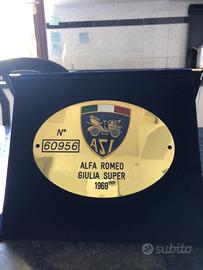 N°
60956
ASI
ALFA ROMEO
GIULIA SUPER
1969
subito